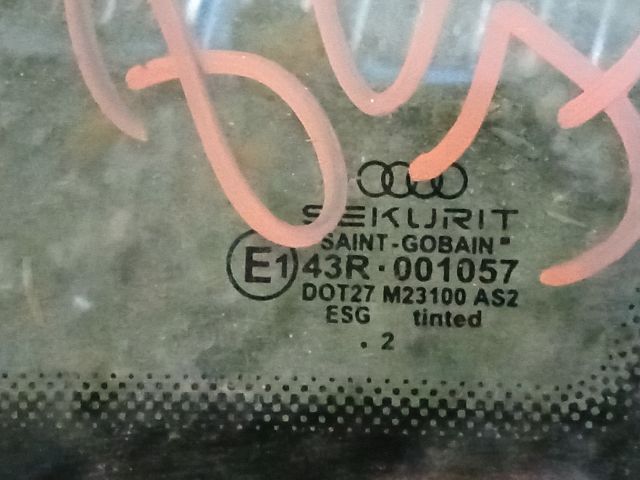 SEKURIT
SAINT-GOBAIN
E1 43R·001057
DOT27 M23100 AS2
ESG tinted
. 2